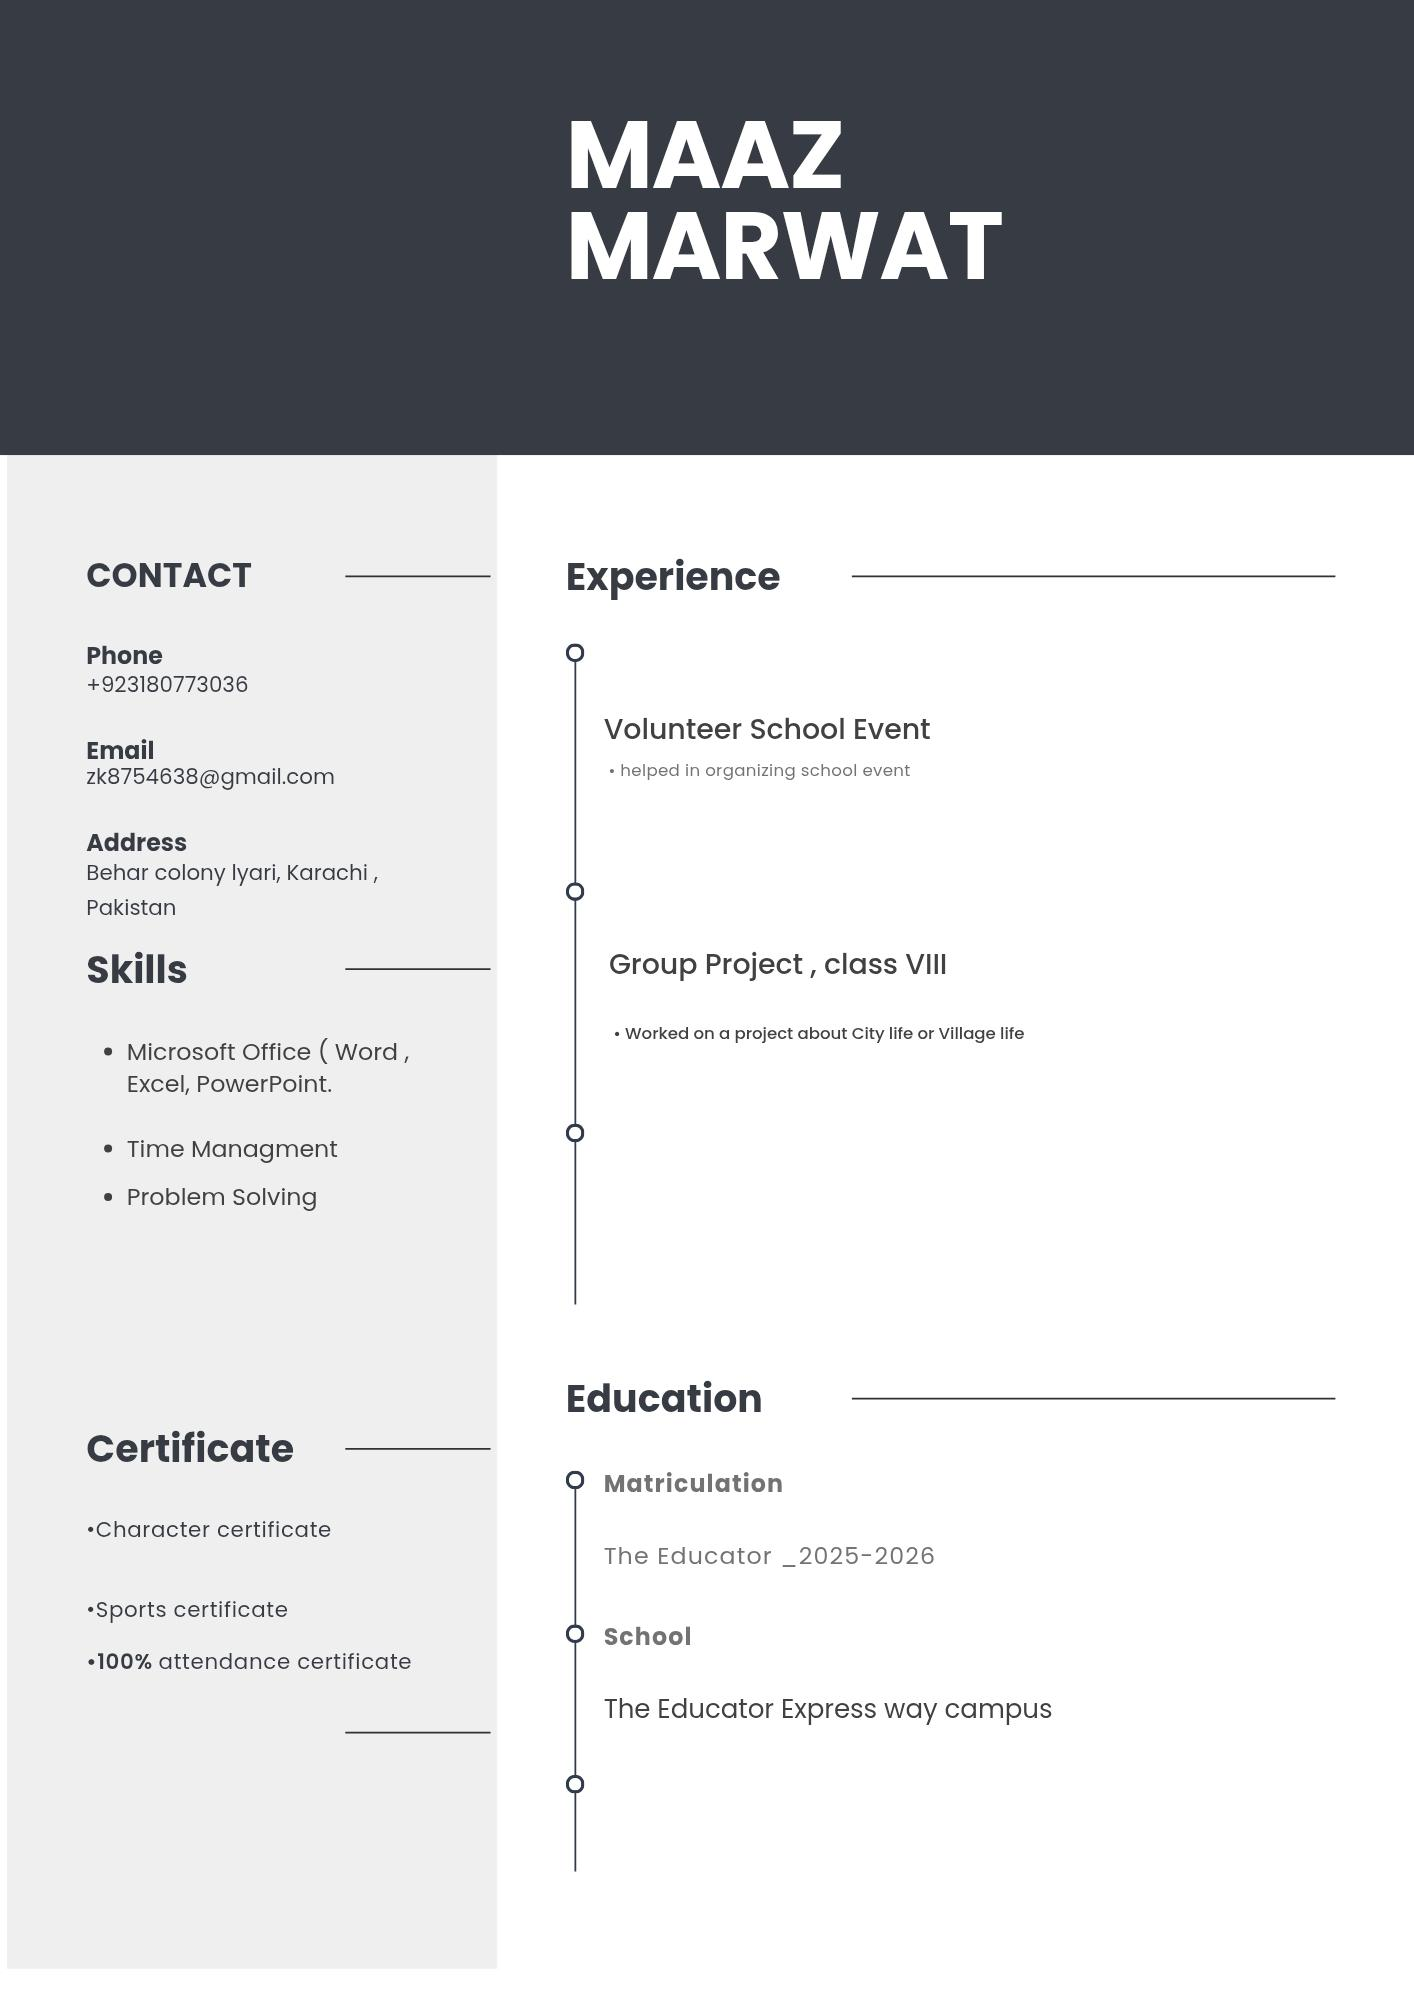 MAAZ
MARWAT
CONTACT
Phone
+923180773036
Email
zk8754638@gmail.com
Address
Behar colony lyari, Karachi ,
Pakistan
Skills
• Microsoft Office ( Word ,
Excel, PowerPoint.
• Time Managment
• Problem Solving
Certificate
•Character certificate
•Sports certificate
•100% attendance certificate
Experience
Volunteer School Event
• helped in organizing school event
Group Project , class VIII
• Worked on a project about City life or Village life
Education
Matriculation
The Educator _2025-2026
School
The Educator Express way campus